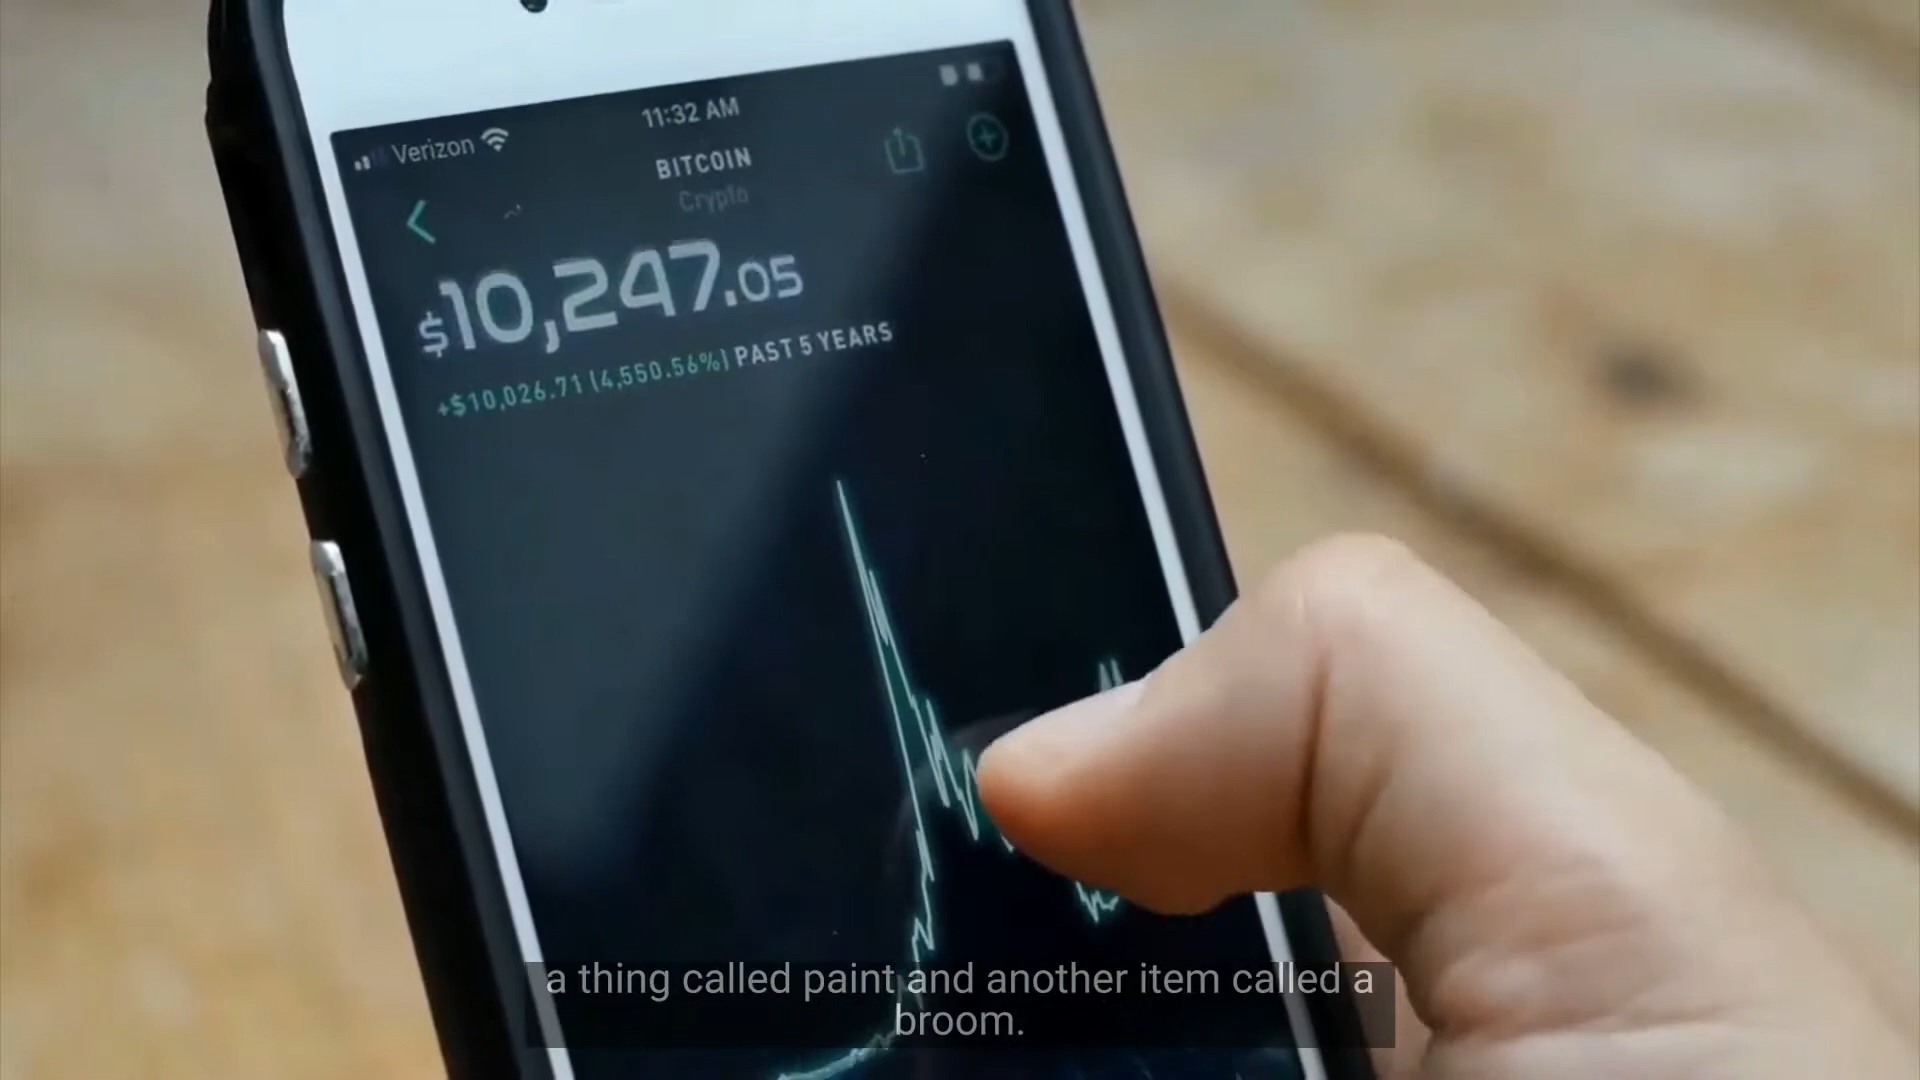 11:32 AM
Verizon
BITCOIN
Crypto
$10,247.05
+$10,026.71 (4,550.56%) PAST 5 YEARS
a thing called paint and another item called a
broom.